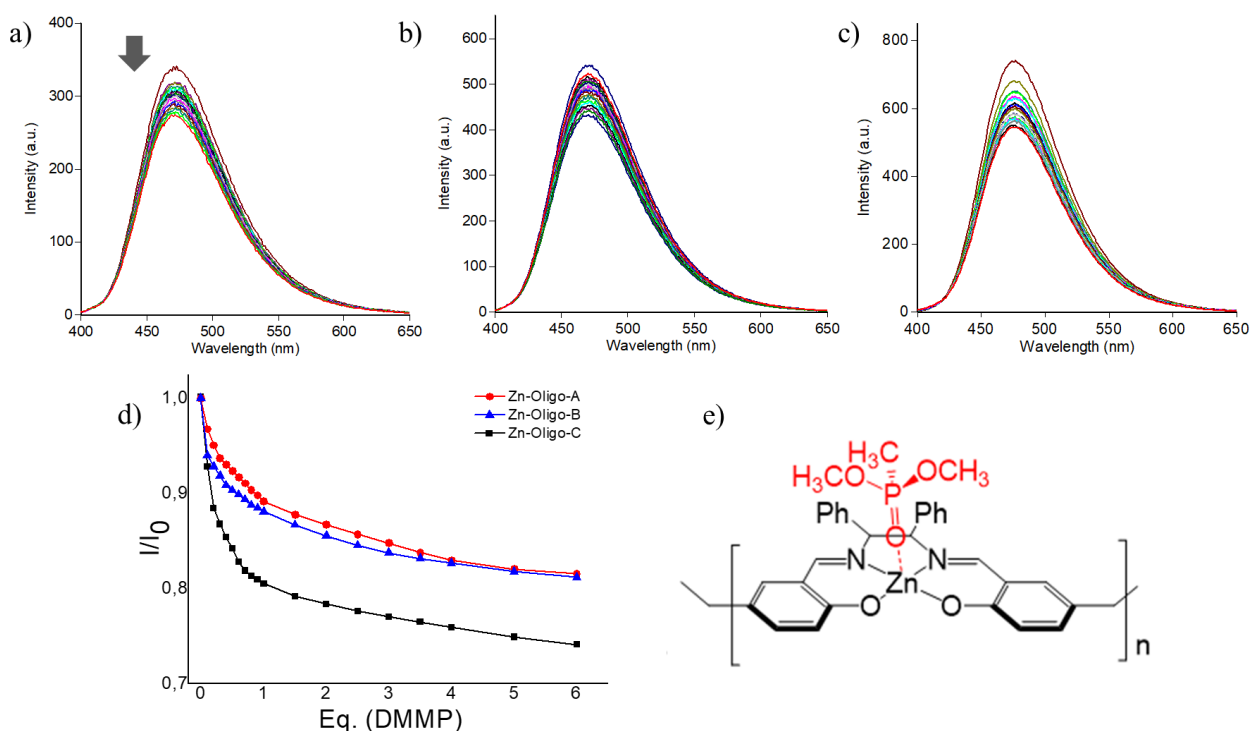 a)
400
300
200
100
0
Intensity (a.u.)
400 450 500 550 600 650
Wavelength (nm)
b)
600
500
400
300
200
100
0
Intensity (a.u.)
400 450 500 550 600 650
Wavelength (nm)
c)
800
600
400
200
0
Intensity (a.u.)
400 450 500 550 600 650
Wavelength (nm)
d)
1,0
0,9
0,8
0,7
I/I0
0 1 2 3 4 5 6
Eq. (DMMP)
Zn-Oligo-A
Zn-Oligo-B
Zn-Oligo-C
e)
H3C
H3CO P OCH3
Ph O Ph
N N
Zn
O O
n